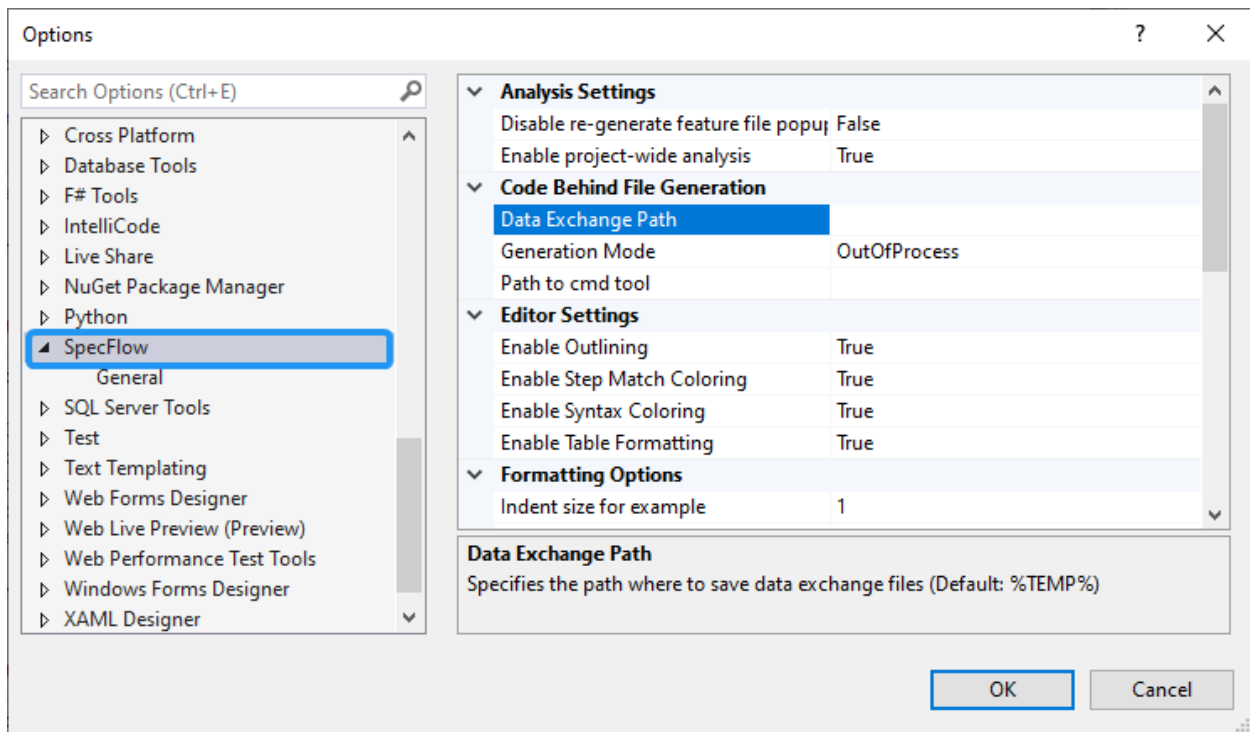 Options
?
Search Options (Ctrl+E)
Cross Platform
Database Tools
F# Tools
IntelliCode
Live Share
NuGet Package Manager
Python
SpecFlow
General
SQL Server Tools
Test
Text Templating
Web Forms Designer
Web Live Preview (Preview)
Web Performance Test Tools
Windows Forms Designer
XAML Designer
Analysis Settings
Disable re-generate feature file popup False
Enable project-wide analysis True
Code Behind File Generation
Data Exchange Path
Generation Mode OutOfProcess
Path to cmd tool
Editor Settings
Enable Outlining True
Enable Step Match Coloring True
Enable Syntax Coloring True
Enable Table Formatting True
Formatting Options
Indent size for example 1
Data Exchange Path
Specifies the path where to save data exchange files (Default: %TEMP%)
OK Cancel